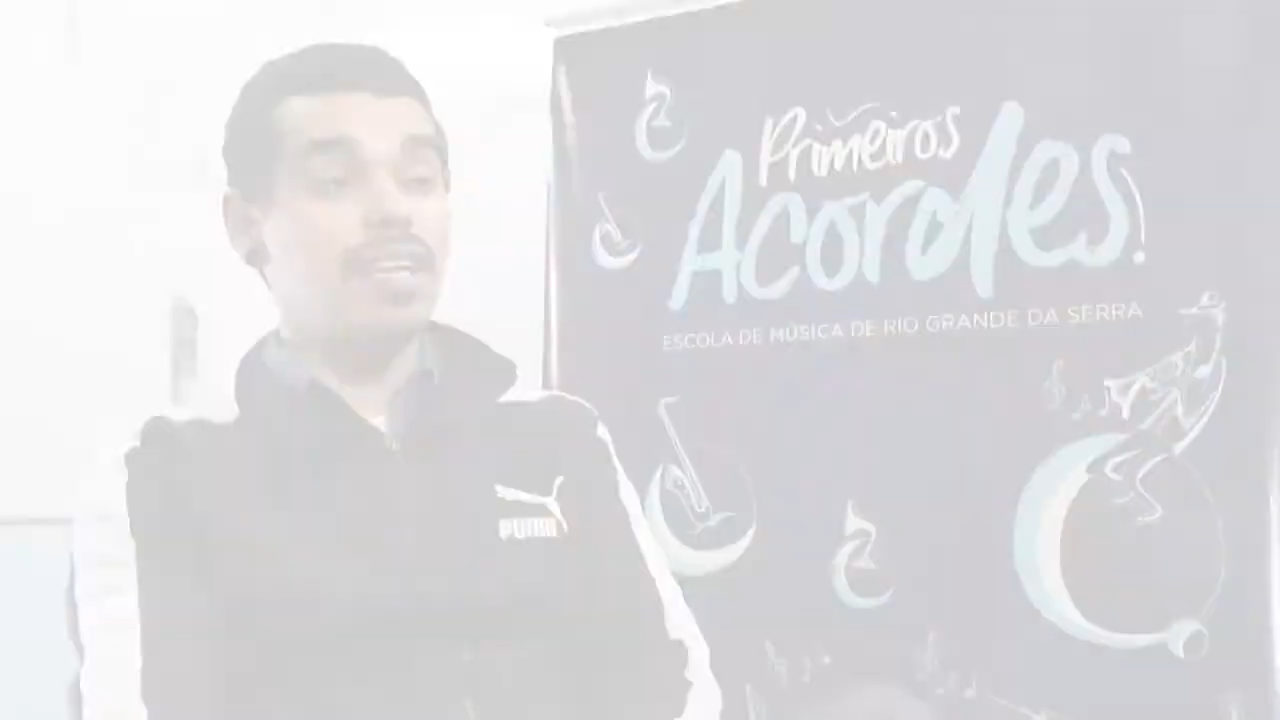 Primeiros
Acordes!
ESCOLA DE MÚSICA DE RIO GRANDE DA SERRA
PUMA